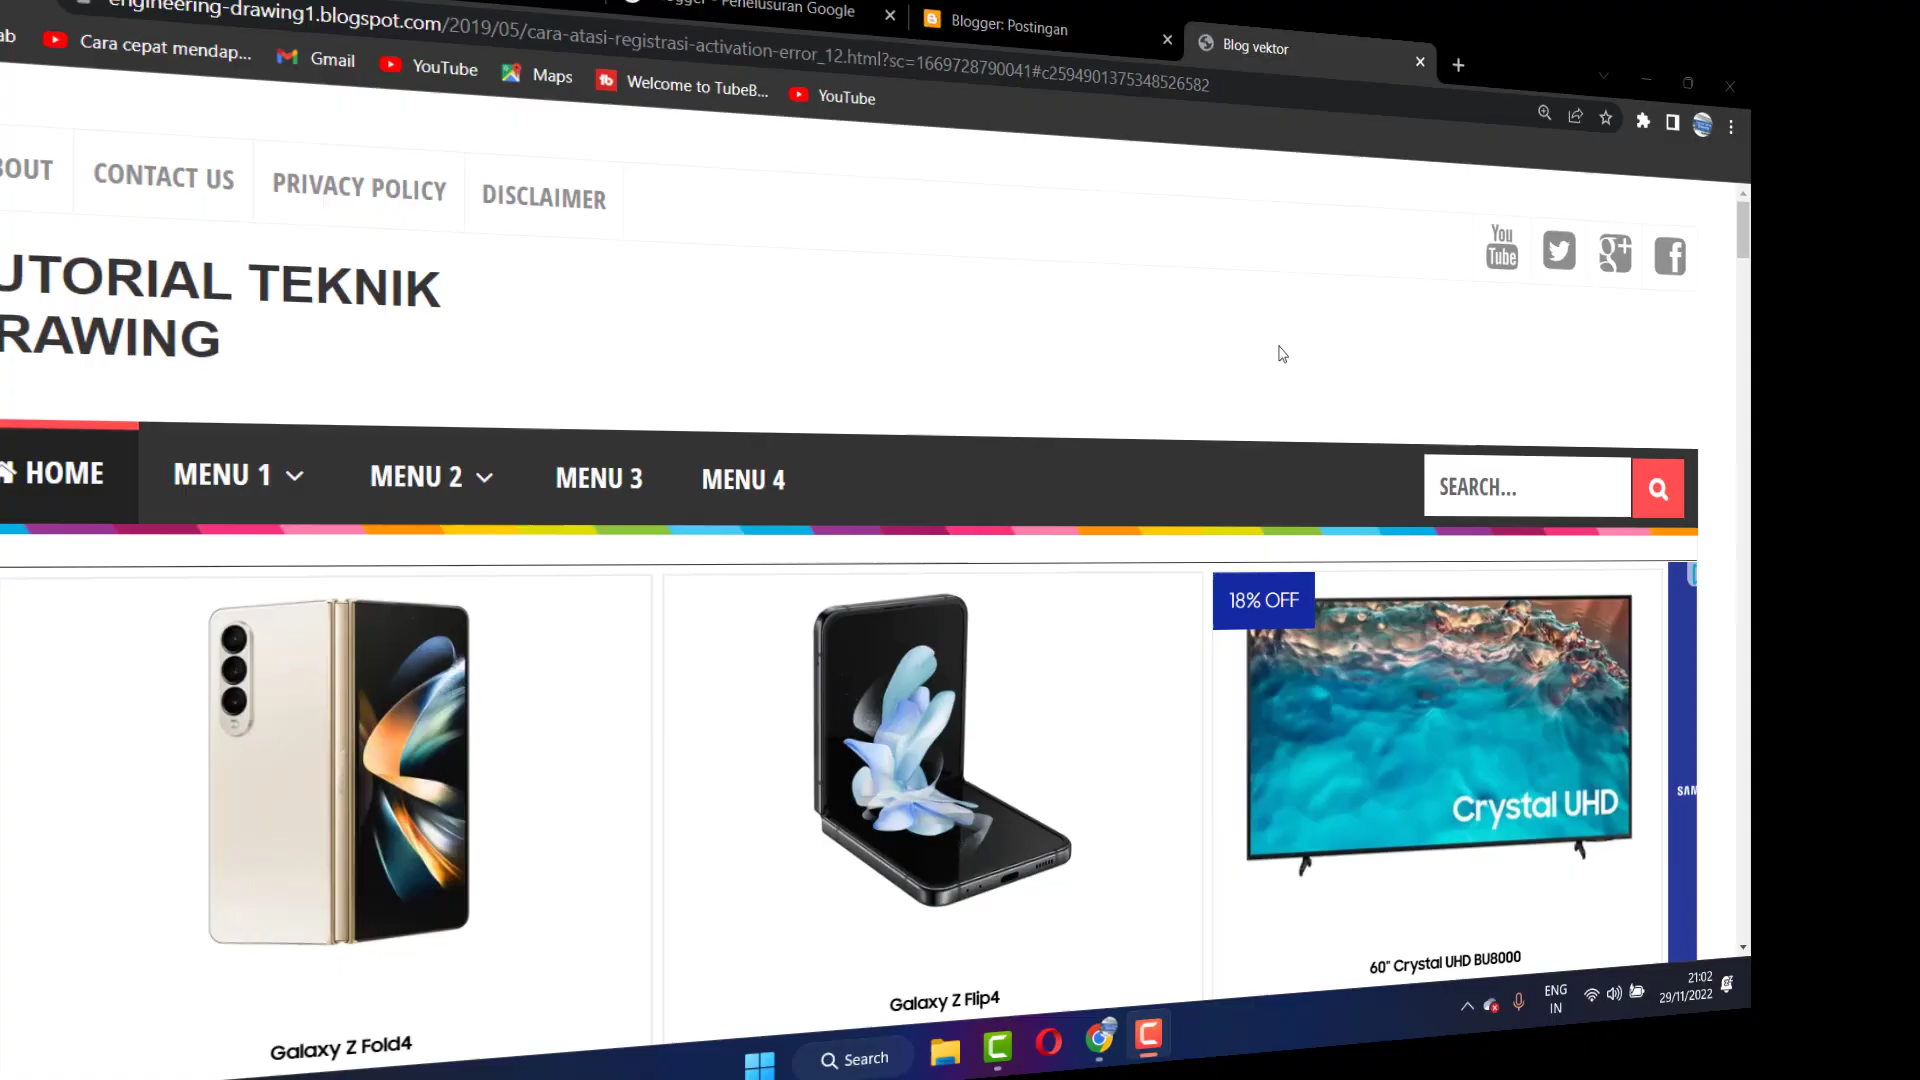 Penelusuran Google
Blogger: Postingan
Blog vektor
engineering-drawing1.blogspot.com/2019/05/cara-atasi-registrasi-activation-error_12.html?sc=1669728790041#c2594901375348526582
Cara cepat mendap...
Gmail
YouTube
Maps
Welcome to TubeB...
YouTube
CONTACT US
PRIVACY POLICY
DISCLAIMER
You
Tube
UTORIAL TEKNIK
RAWING
HOME
MENU 1
MENU 2
MENU 3
MENU 4
SEARCH...
18% OFF
Crystal UHD
SAM
60" Crystal UHD BU8000
Galaxy Z Flip4
Galaxy Z Fold4
Search
ENG
IN
21:02
29/11/2022